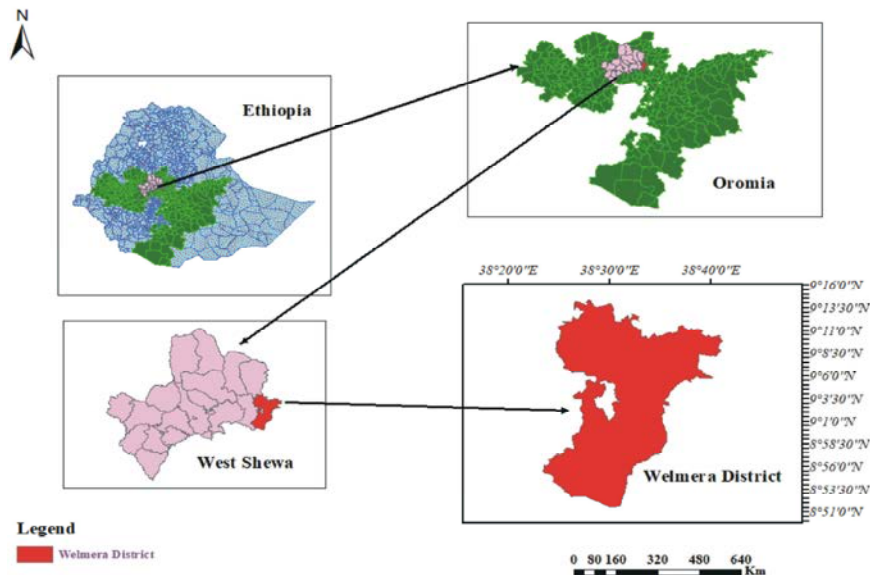 N
Ethiopia
Oromia
38°20'0"E 38°30'0"E 38°40'0"E
9°16'0"N
9°13'30"N
9°11'0"N
9°8'30"N
9°6'0"N
9°3'30"N
9°1'0"N
8°58'30"N
8°56'0"N
8°53'30"N
8°51'0"N
West Shewa
Welmera District
Legend
Welmera District
0 80 160 320 480 640
Km